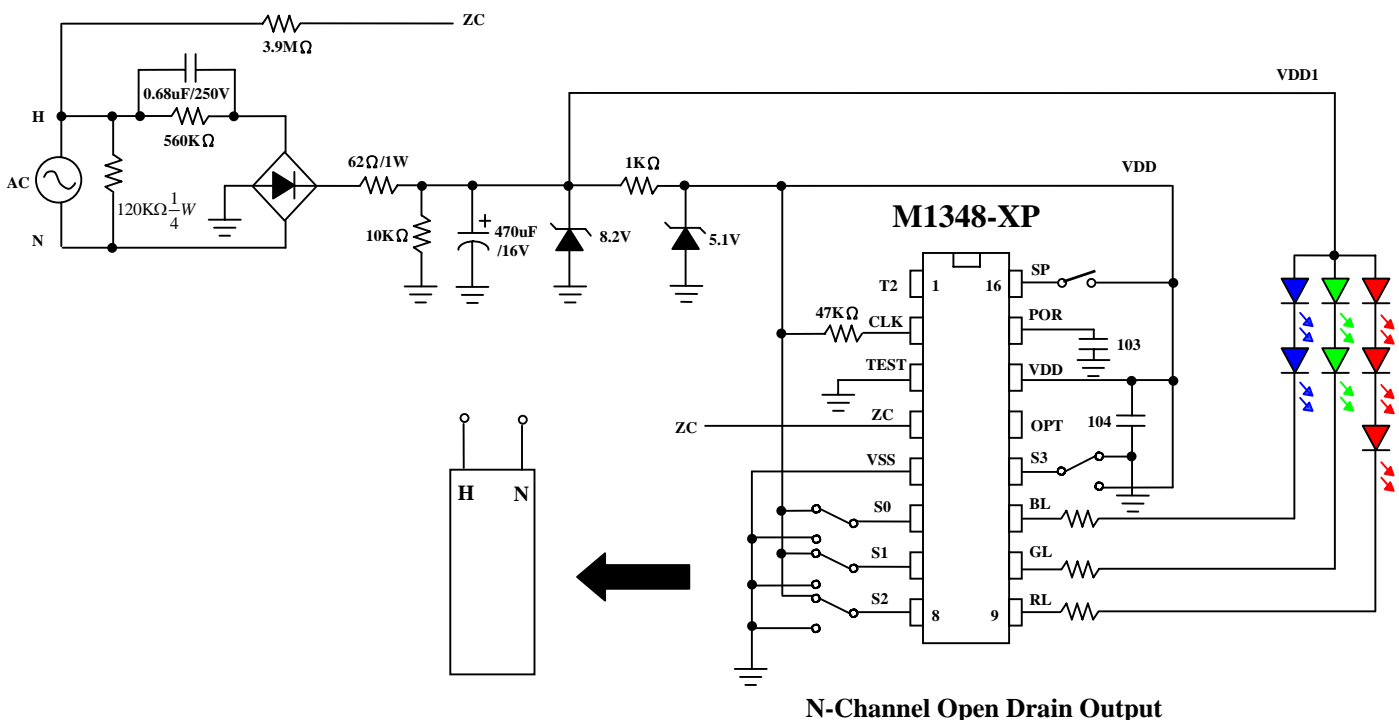 ZC
3.9MΩ
0.68uF/250V
H
560KΩ
AC
120KΩ 1/4 W
N
62Ω/1W
10KΩ
470uF
/16V
+
8.2V
1KΩ
5.1V
VDD1
VDD
M1348-XP
T2
1
16
SP
47KΩ
CLK
POR
103
TEST
VDD
ZC
ZC
OPT
104
VSS
S3
S0
BL
S1
GL
S2
8
9
RL
H
N
N-Channel Open Drain Output